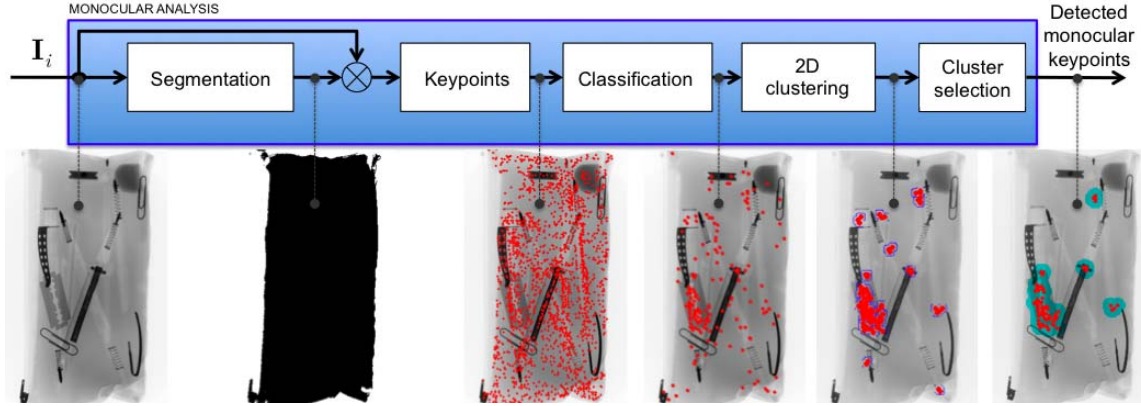 MONOCULAR ANALYSIS
I_i
Segmentation
Keypoints
Classification
2D
clustering
Cluster
selection
Detected
monocular
keypoints